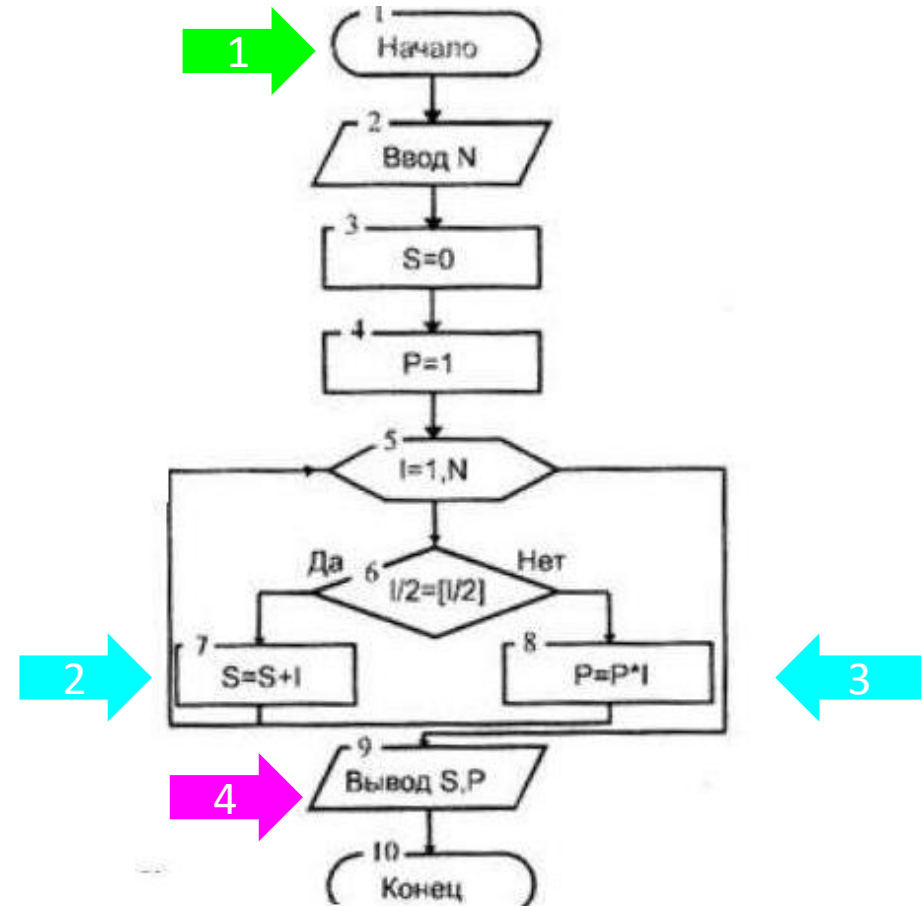 1
Начало
1
2
Ввод N
3
S=0
4
P=1
5
I=1,N
Да
6
I/2=[I/2]
Нет
7
S=S+I
8
P=P*I
2
3
9
Вывод S,P
4
10
Конец